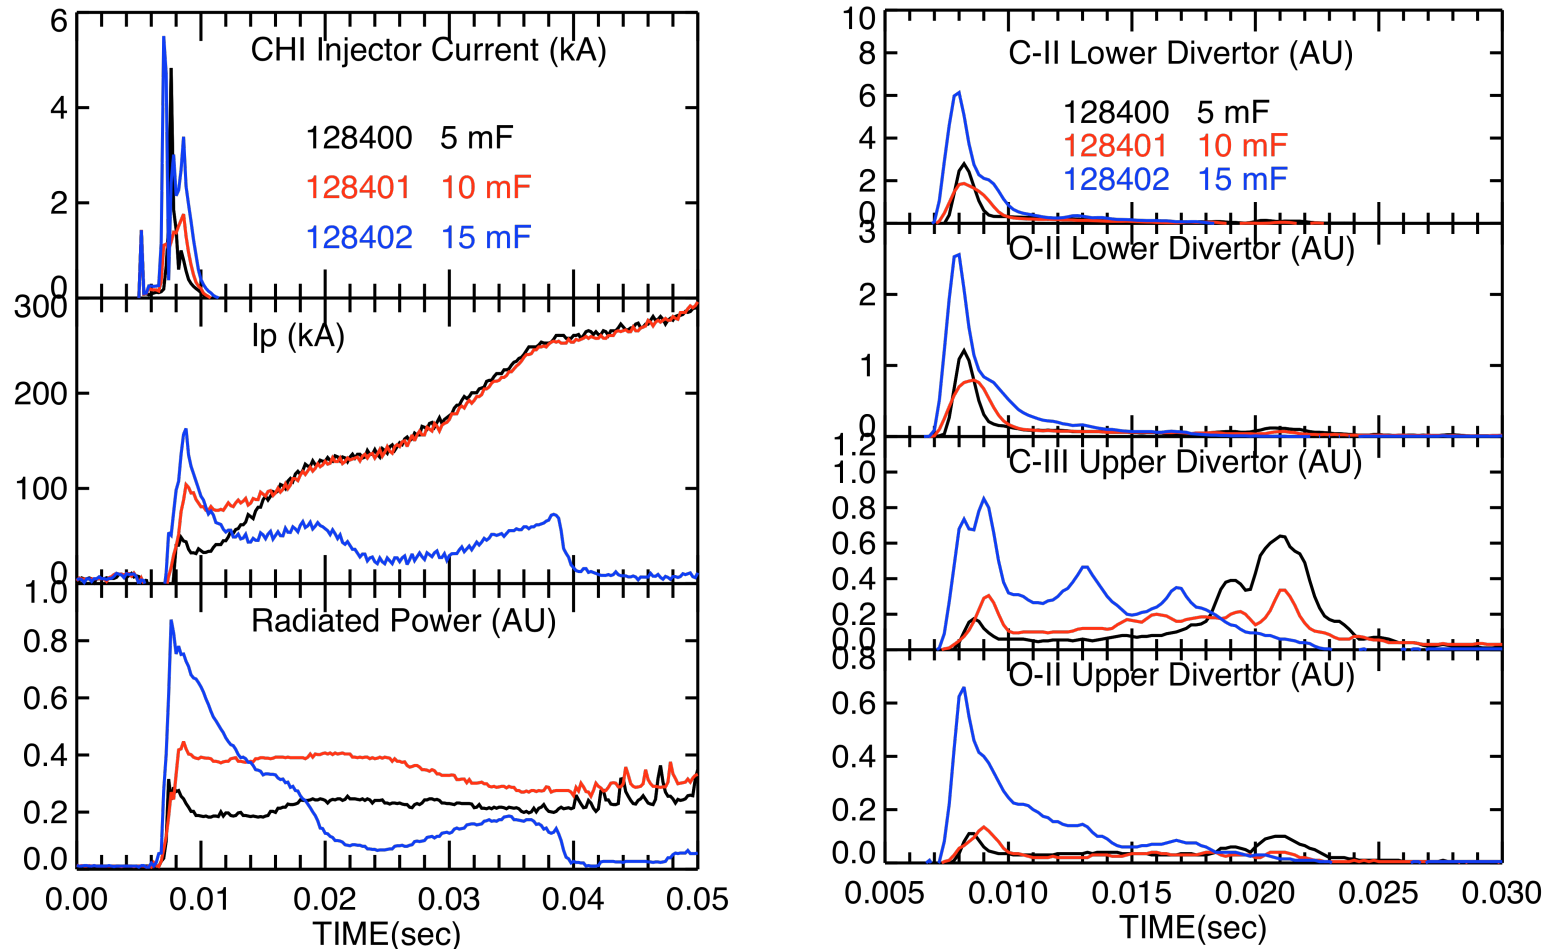 6
CHI Injector Current (kA)
4
128400 5 mF
128401 10 mF
2
128402 15 mF
0
300
Ip (kA)
200
100
0
1.0
Radiated Power (AU)
0.8
0.6
0.4
0.2
0.0
0.00 0.01 0.02 0.03 0.04 0.05
TIME(sec)
10
C-II Lower Divertor (AU)
8
6
128400 5 mF
128401 10 mF
4
128402 15 mF
2
0
3
O-II Lower Divertor (AU)
2
1
0
1.2
C-III Upper Divertor (AU)
1.0
0.8
0.6
0.4
0.2
0.0
0.8
O-II Upper Divertor (AU)
0.6
0.4
0.2
0.0
0.005 0.010 0.015 0.020 0.025 0.030
TIME(sec)